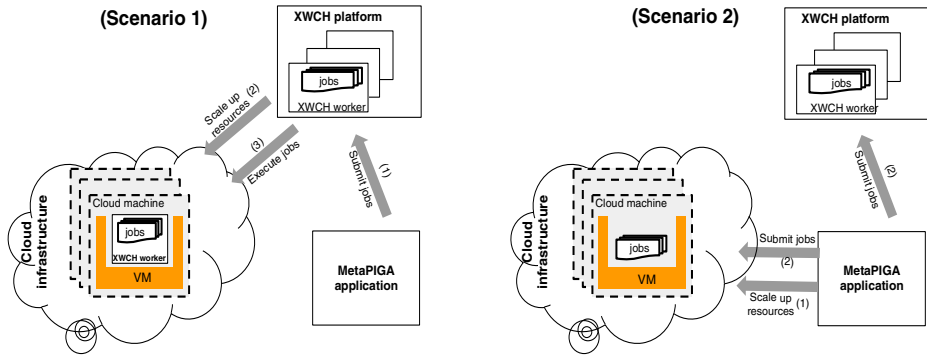 (Scenario 1)
XWCH platform
jobs
XWCH worker
Scale up
resources
(2)
(3)
Execute jobs
(1)
Submit jobs
Cloud
infrastructure
Cloud machine
jobs
XWCH worker
VM
MetaPIGA
application
(Scenario 2)
XWCH platform
jobs
XWCH worker
(2)
Submit jobs
Cloud
infrastructure
Cloud machine
jobs
VM
Submit jobs
(2)
Scale up
resources
(1)
MetaPIGA
application